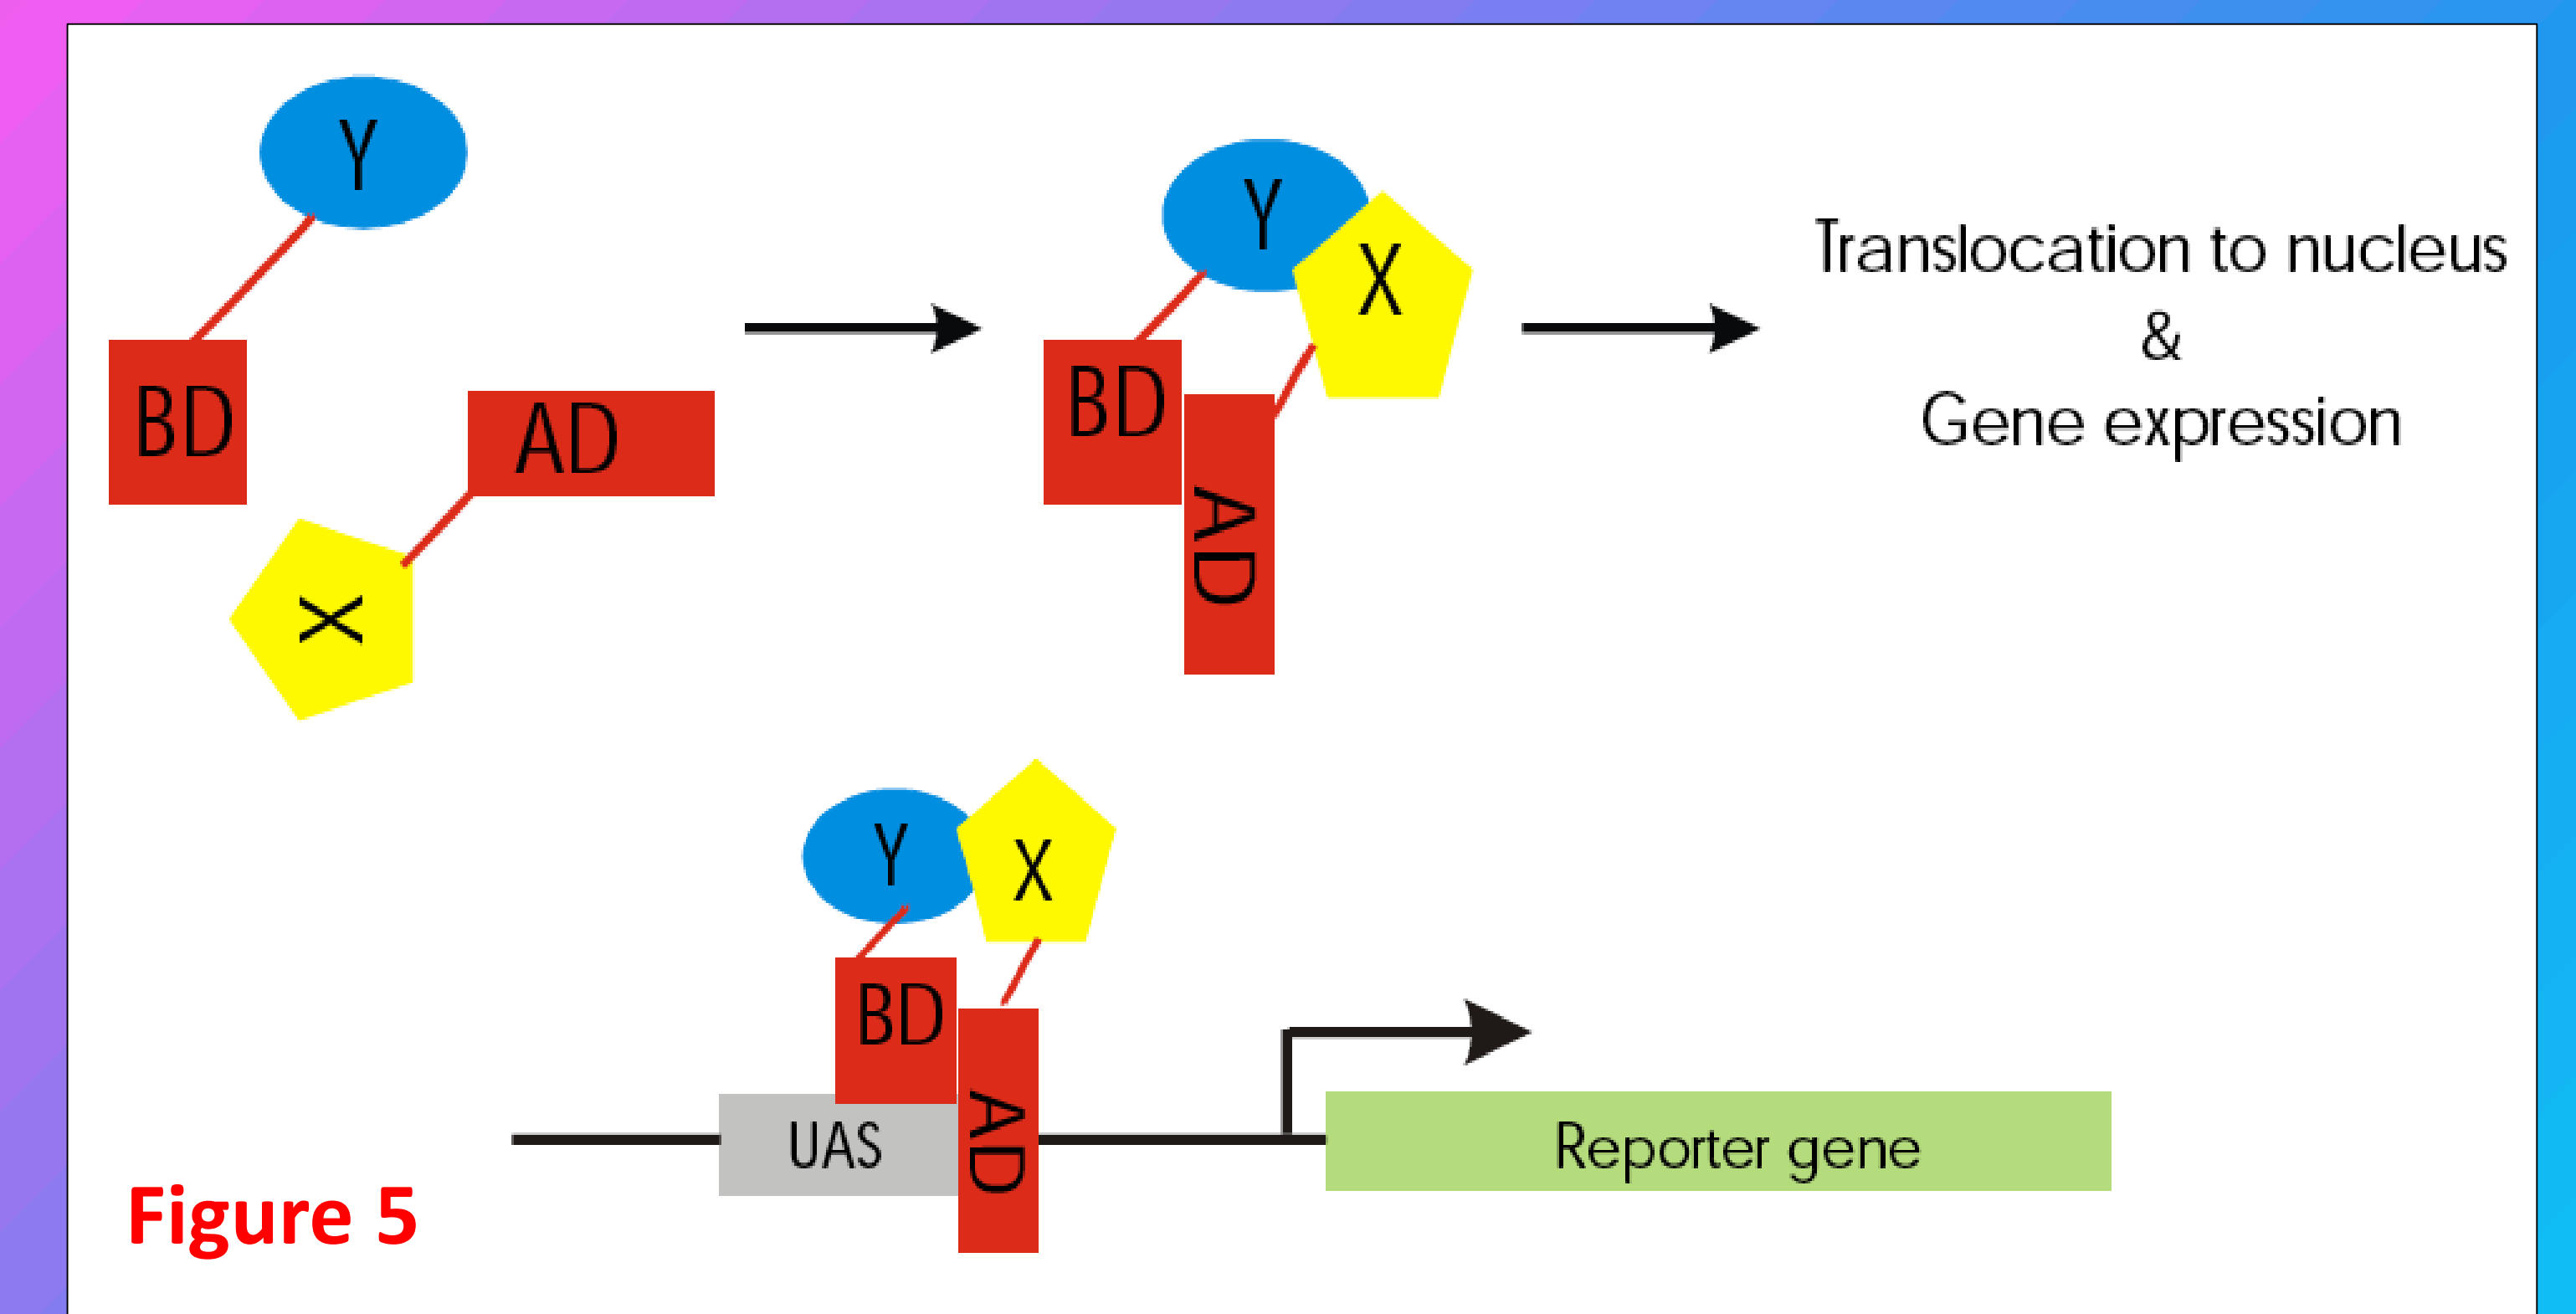 Y
BD
AD
X
Y
X
BD
AD
Translocation to nucleus
&
Gene expression
Y
X
BD
AD
UAS
Reporter gene
Figure 5